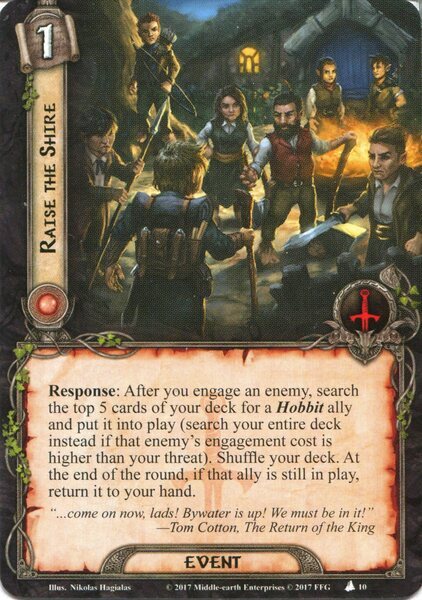 1
RAISE THE SHIRE
Response: After you engage an enemy, search
the top 5 cards of your deck for a Hobbit ally
and put it into play (search your entire deck
instead if that enemy's engagement cost is
higher than your threat). Shuffle your deck. At
the end of the round, if that ally is still in play,
return it to your hand.
"...come on now, lads! Bywater is up! We must be in it!"
—Tom Cotton, The Return of the King
EVENT
Illus. Nikolas Hagialas © 2017 Middle-earth Enterprises © 2017 FFG 10